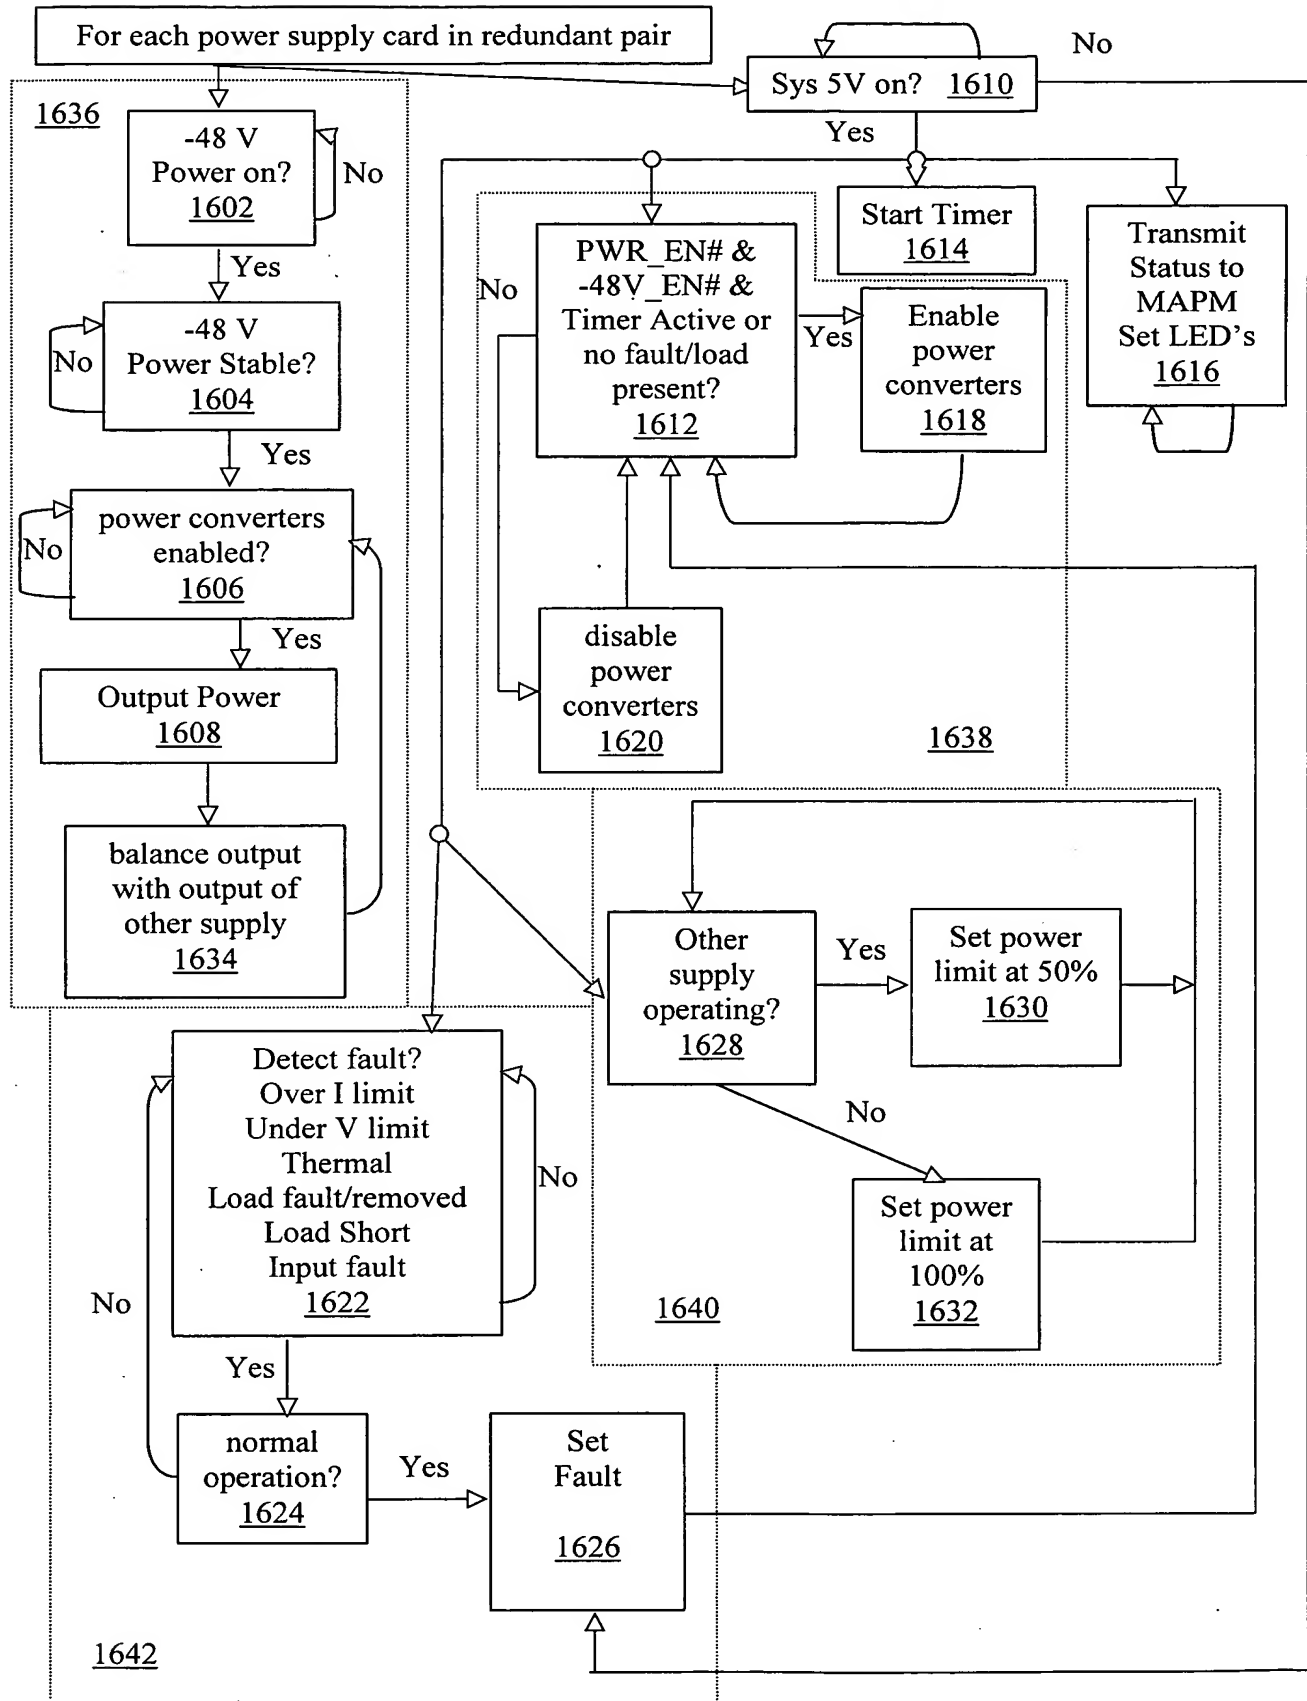 For each power supply card in redundant pair
No
Sys 5V on? 1610
Yes
1636
-48 V
Power on?
1602
No
Yes
-48 V
Power Stable?
1604
No
Yes
power converters
enabled?
1606
No
Yes
Output Power
1608
balance output
with output of
other supply
1634
Start Timer
1614
Transmit
Status to
MAPM
Set LED's
1616
PWR_EN# &
-48V_EN# &
Timer Active or
no fault/load
present?
1612
No
Yes
Enable
power
converters
1618
disable
power
converters
1620
1638
Other
supply
operating?
1628
Yes
Set power
limit at 50%
1630
No
Set power
limit at
100%
1632
1640
Detect fault?
Over I limit
Under V limit
Thermal
Load fault/removed
Load Short
Input fault
1622
No
No
Yes
normal
operation?
1624
Yes
Set
Fault
1626
1642